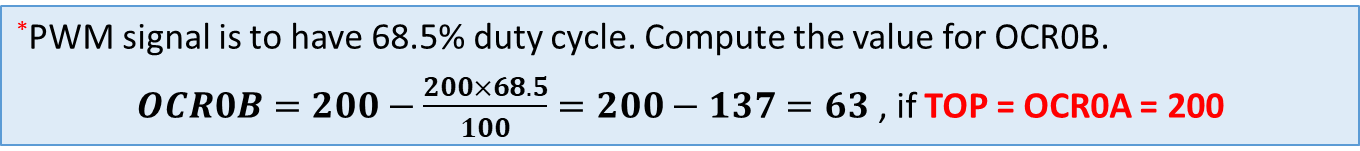 *PWM signal is to have 68.5% duty cycle. Compute the value for OCR0B.
OCR0B = 200 − 200×68.5/100 = 200 − 137 = 63 , if TOP = OCR0A = 200